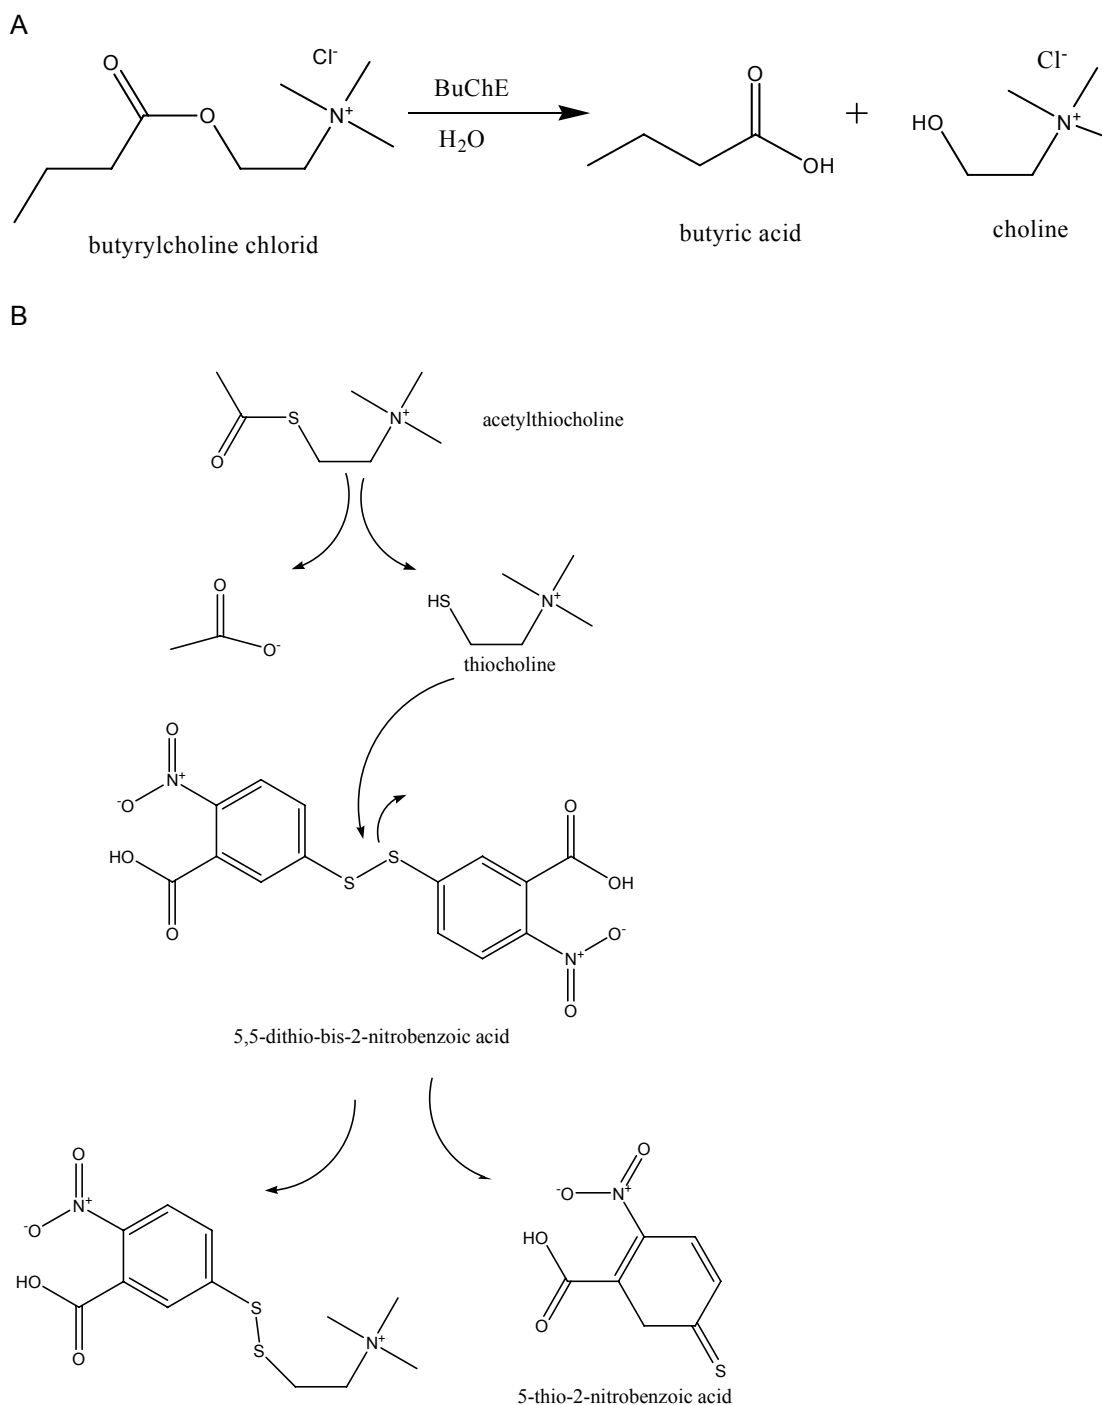 A
O
Cl⁻
O
N⁺
BuChE
H₂O
O
OH
+
Cl⁻
HO
N⁺
butyrylcholine chlorid
butyric acid
choline
B
S
N⁺
O
acetylthiocholine
O
O⁻
HS
N⁺
thiocholine
O
N⁺
⁻O
HO
O
S
S
O
OH
O⁻
N⁺
O
5,5-dithio-bis-2-nitrobenzoic acid
O
N⁺
⁻O
HO
O
S
S
N⁺
O
N⁺
⁻O
HO
O
S
5-thio-2-nitrobenzoic acid